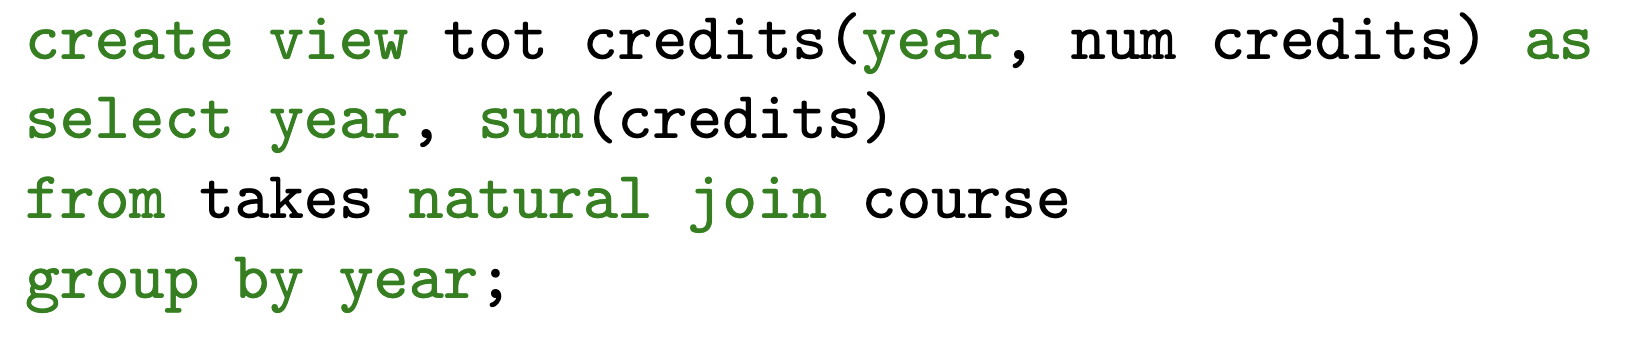 create view tot credits(year, num credits) as
select year, sum(credits)
from takes natural join course
group by year;